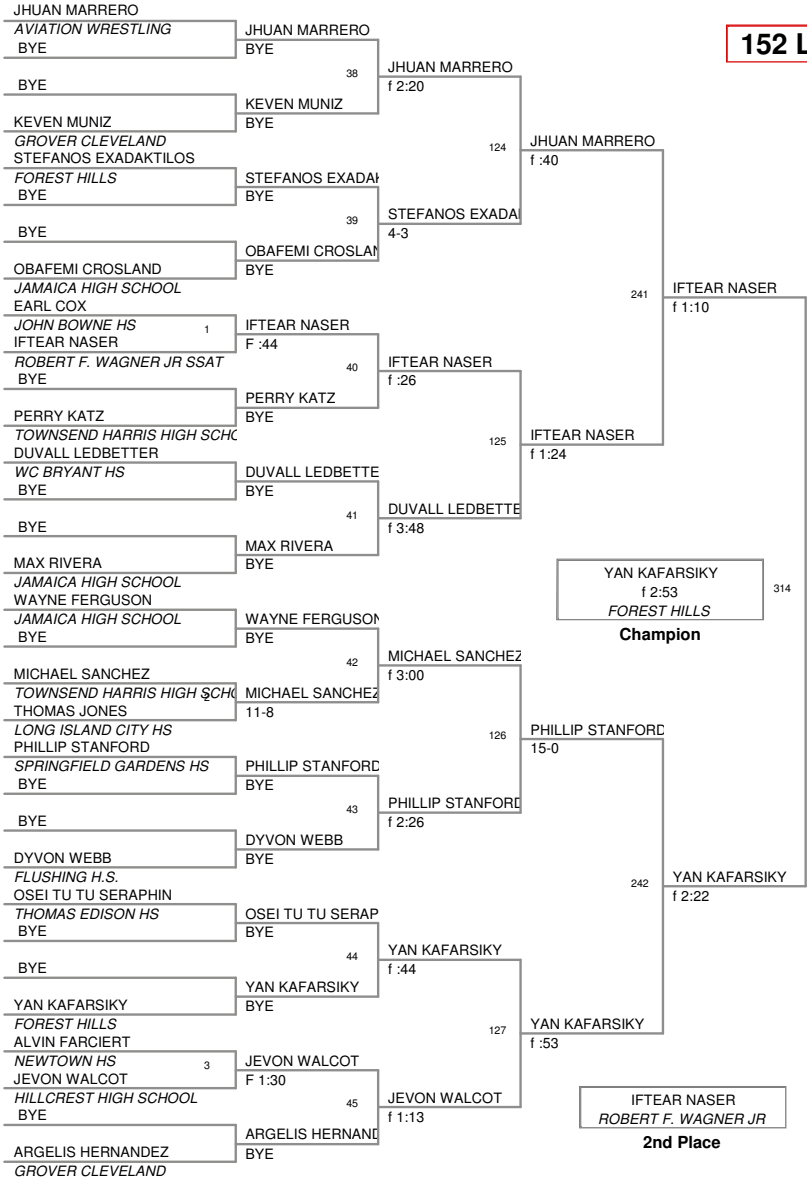 JHUAN MARRERO
AVIATION WRESTLING
BYE
BYE
KEVEN MUNIZ
GROVER CLEVELAND
STEFANOS EXADAKTILOS
FOREST HILLS
BYE
BYE
OBAFEMI CROSLAND
JAMAICA HIGH SCHOOL
EARL COX
JOHN BOWNE HS
1
IFTEAR NASER
ROBERT F. WAGNER JR SSAT
BYE
PERRY KATZ
TOWNSEND HARRIS HIGH SCHO
DUVALL LEDBETTER
WC BRYANT HS
BYE
BYE
MAX RIVERA
JAMAICA HIGH SCHOOL
WAYNE FERGUSON
JAMAICA HIGH SCHOOL
BYE
MICHAEL SANCHEZ
TOWNSEND HARRIS HIGH SCHO
2
THOMAS JONES
LONG ISLAND CITY HS
PHILLIP STANFORD
SPRINGFIELD GARDENS HS
BYE
BYE
DYVON WEBB
FLUSHING H.S.
OSEI TU TU SERAPHIN
THOMAS EDISON HS
BYE
BYE
YAN KAFARSIKY
FOREST HILLS
ALVIN FARCIERT
NEWTOWN HS
3
JEVON WALCOT
HILLCREST HIGH SCHOOL
BYE
ARGELIS HERNANDEZ
GROVER CLEVELAND
JHUAN MARRERO
BYE
38
KEVEN MUNIZ
BYE
STEFANOS EXADAK
BYE
39
OBAFEMI CROSLAN
BYE
IFTEAR NASER
F :44
40
PERRY KATZ
BYE
DUVALL LEDBETTE
BYE
41
MAX RIVERA
BYE
WAYNE FERGUSON
BYE
42
MICHAEL SANCHEZ
11-8
PHILLIP STANFORD
BYE
43
DYVON WEBB
BYE
OSEI TU TU SERAP
BYE
44
YAN KAFARSIKY
BYE
JEVON WALCOT
F 1:30
45
ARGELIS HERNAND
BYE
JHUAN MARRERO
f 2:20
124
STEFANOS EXADA
4-3
IFTEAR NASER
f :26
125
DUVALL LEDBETTE
f 3:48
MICHAEL SANCHEZ
f 3:00
126
PHILLIP STANFORD
f 2:26
YAN KAFARSIKY
f :44
127
JEVON WALCOT
f 1:13
JHUAN MARRERO
f :40
241
IFTEAR NASER
f 1:24
PHILLIP STANFORD
15-0
242
YAN KAFARSIKY
f :53
IFTEAR NASER
f 1:10
YAN KAFARSIKY
f 2:22
152 L
YAN KAFARSIKY
f 2:53
FOREST HILLS
314
Champion
IFTEAR NASER
ROBERT F. WAGNER JR
2nd Place